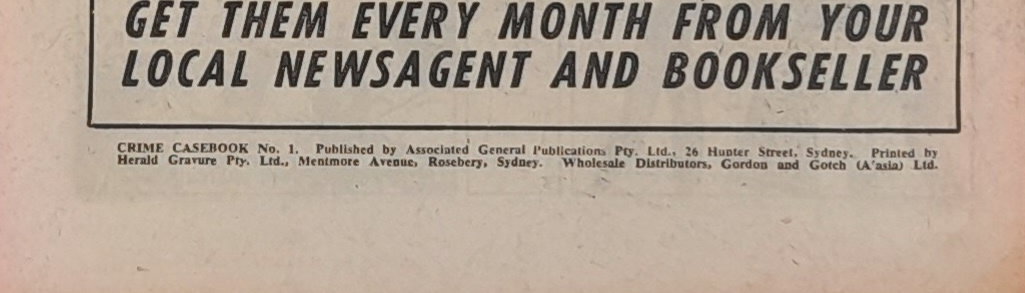 GET THEM EVERY MONTH FROM YOUR
LOCAL NEWSAGENT AND BOOKSELLER
CRIME CASEBOOK No. 1. Published by Associated General Publications Pty. Ltd., 26 Hunter Street, Sydney. Printed by
Herald Gravure Pty. Ltd., Mentmore Avenue, Rosebery, Sydney. Wholesale Distributors, Gordon and Gotch (A'asia) Ltd.